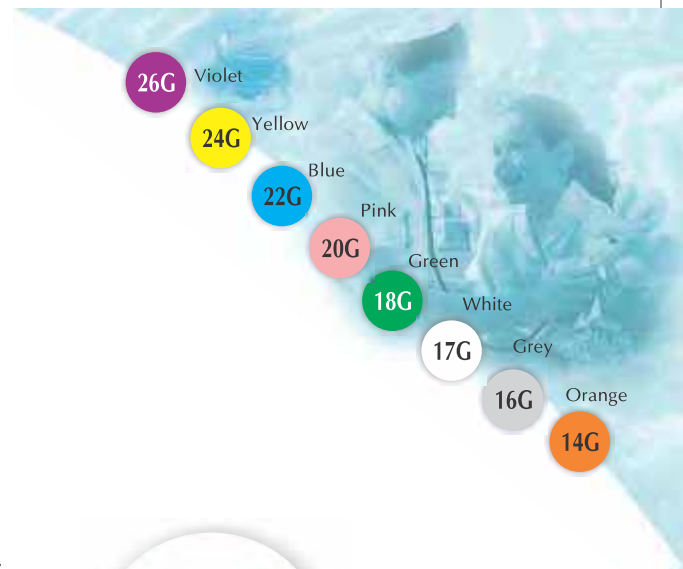 26G Violet
24G Yellow
22G Blue
20G Pink
18G Green
17G White
16G Grey
14G Orange